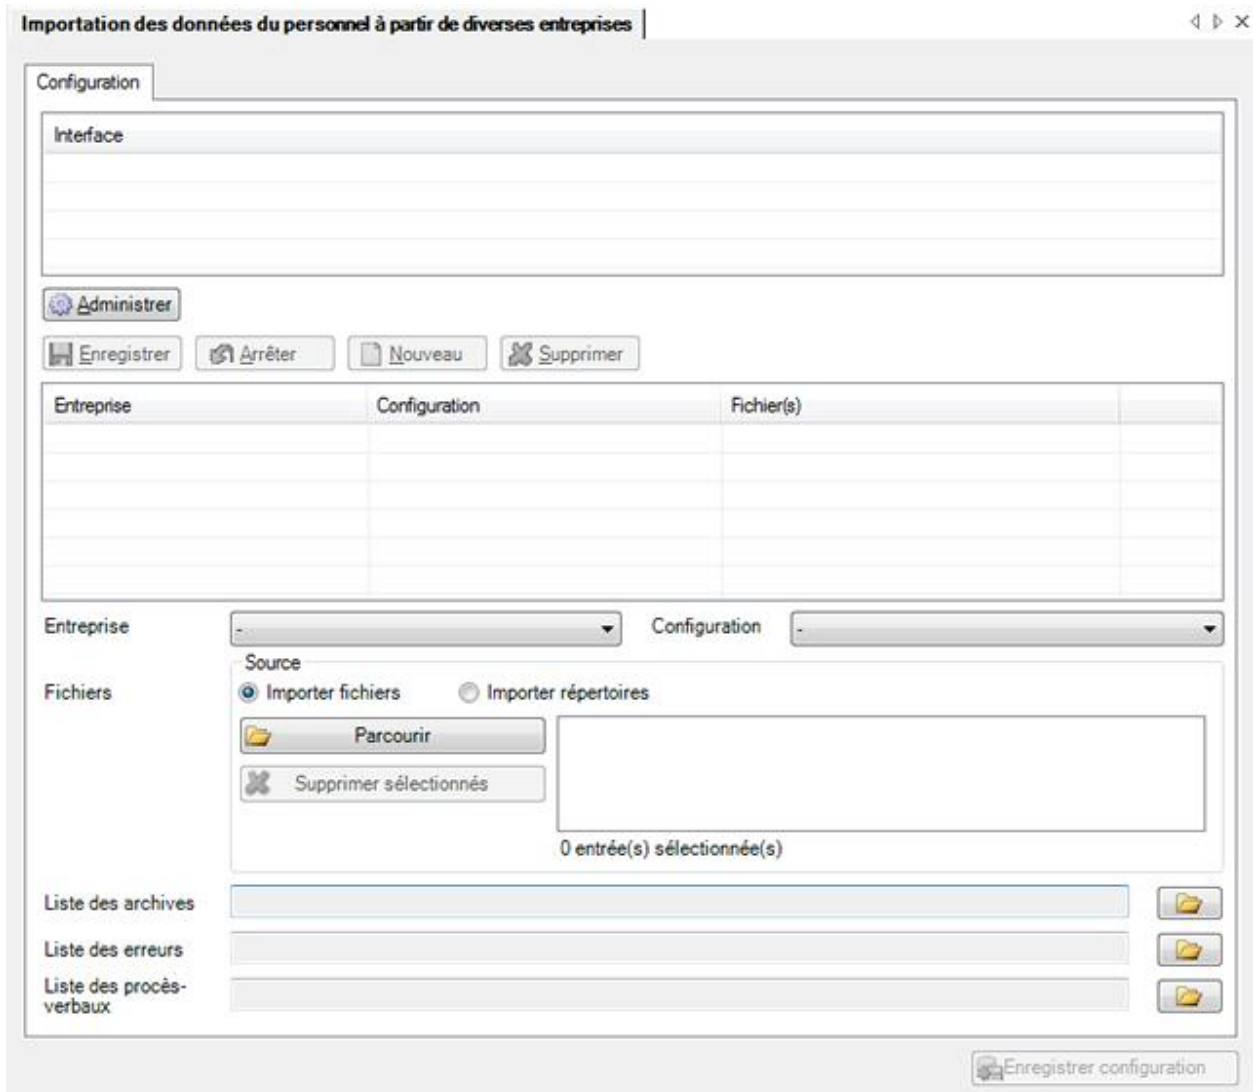 Importation des données du personnel à partir de diverses entreprises
Configuration
Interface
Administrer
Enregistrer Arrêter Nouveau Supprimer
Entreprise Configuration Fichier(s)
Entreprise - Configuration -
Source
Fichiers Importer fichiers Importer répertoires
Parcourir
Supprimer sélectionnés
0 entrée(s) sélectionnée(s)
Liste des archives
Liste des erreurs
Liste des procès-
verbaux
Enregistrer configuration